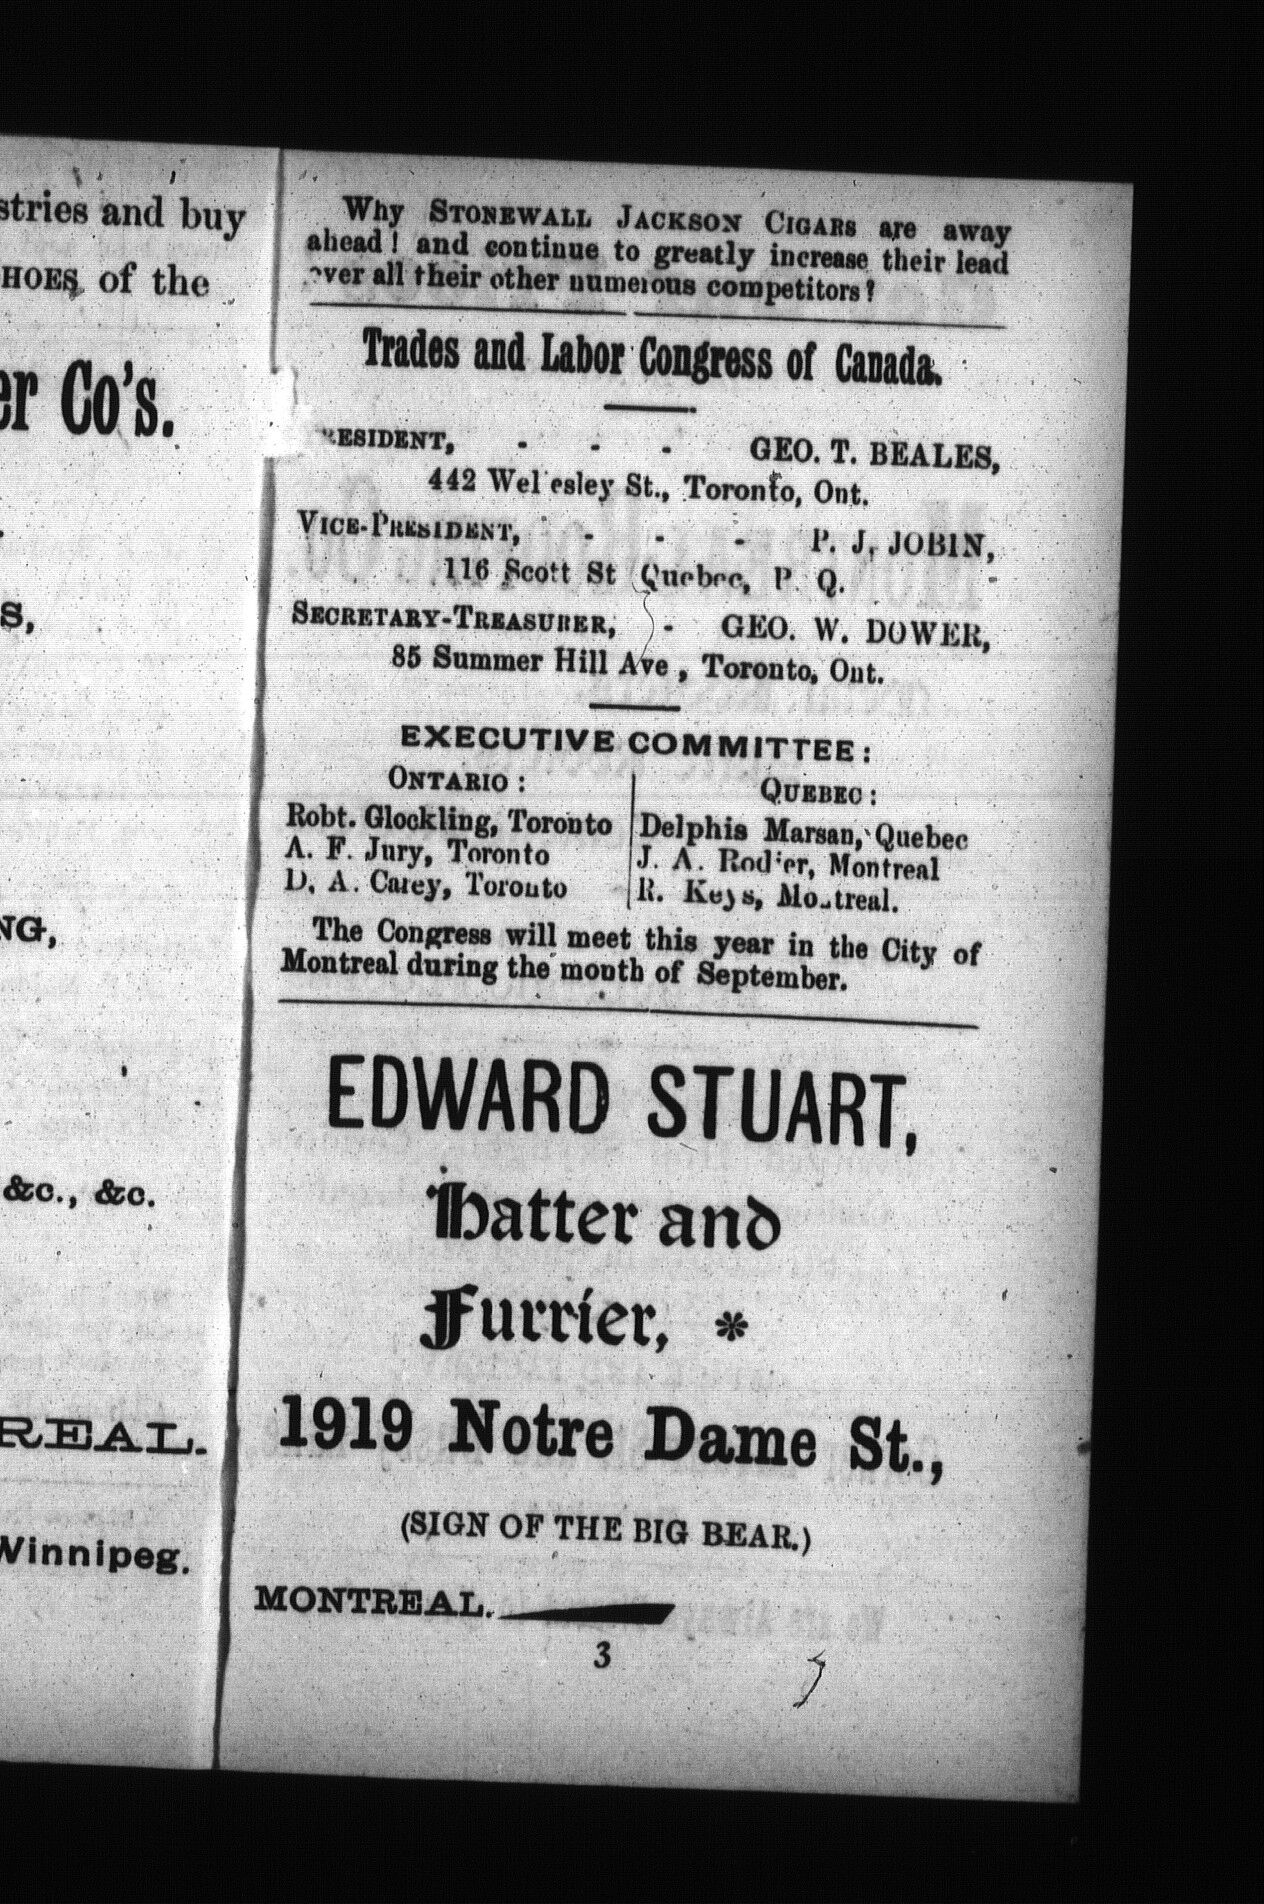 stries and buy
HOES of the
er Co's.
S,
NG,
&c., &c.
REAL.
Winnipeg.
Why STONEWALL JACKSON CIGARS are away
ahead! and continue to greatly increase their lead
over all their other numerous competitors!
Trades and Labor Congress of Canada.
PRESIDENT, - - - GEO. T. BEALES,
442 Wellesley St., Toronto, Ont.
VICE-PRESIDENT, - - - P. J. JOBIN,
116 Scott St Quebec, P. Q.
SECRETARY-TREASURER, - GEO. W. DOWER,
85 Summer Hill Ave, Toronto, Ont.
EXECUTIVE COMMITTEE:
ONTARIO:
Robt. Glockling, Toronto
A. F. Jury, Toronto
D. A. Carey, Toronto
QUEBEC:
Delphis Marsan, Quebec
J. A. Rodier, Montreal
R. Keys, Montreal.
The Congress will meet this year in the City of
Montreal during the month of September.
EDWARD STUART,
Hatter and
Furrier, *
1919 Notre Dame St.,
(SIGN OF THE BIG BEAR.)
MONTREAL.
3